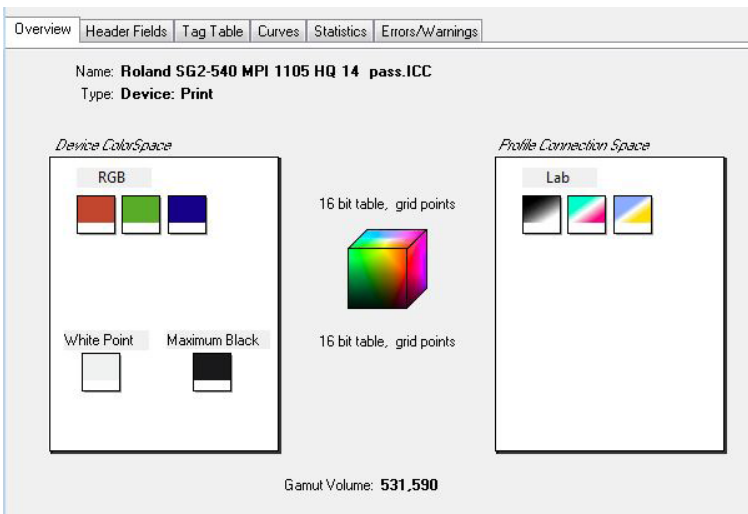 Overview Header Fields Tag Table Curves Statistics Errors/Warnings
Name: Roland SG2-540 MPI 1105 HQ 14 pass.ICC
Type: Device: Print
Device ColorSpace
Profile Connection Space
RGB
Lab
16 bit table, grid points
White Point Maximum Black
16 bit table, grid points
Gamut Volume: 531,590